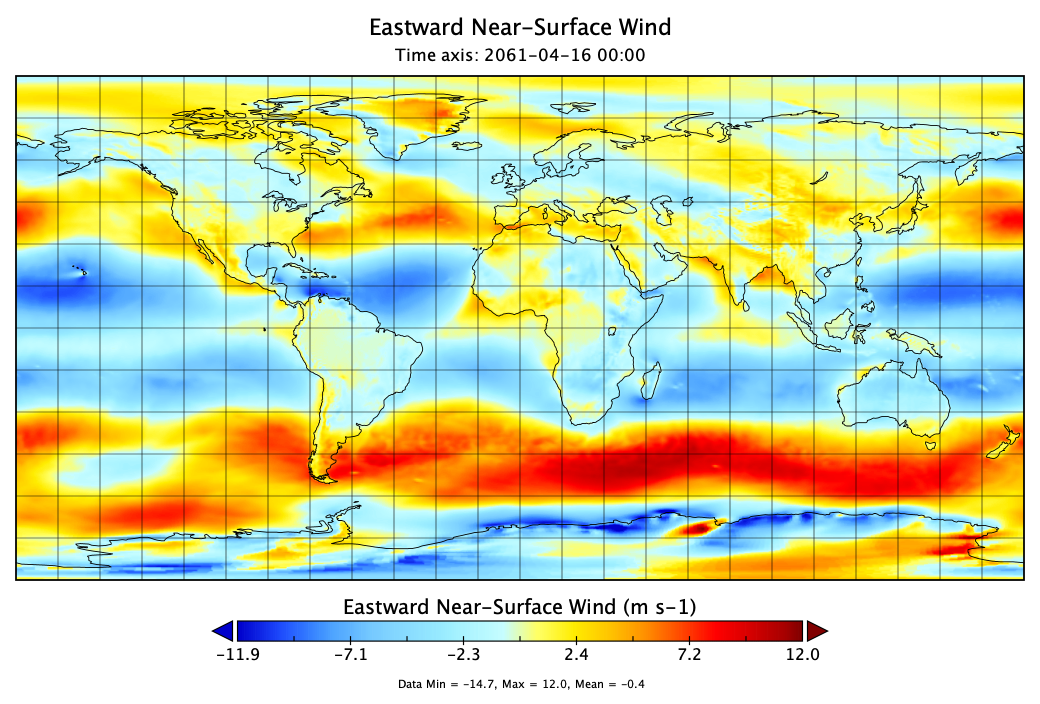 Eastward Near-Surface Wind
Time axis: 2061-04-16 00:00
Eastward Near-Surface Wind (m s-1)
-11.9 -7.1 -2.3 2.4 7.2 12.0
Data Min = -14.7, Max = 12.0, Mean = -0.4